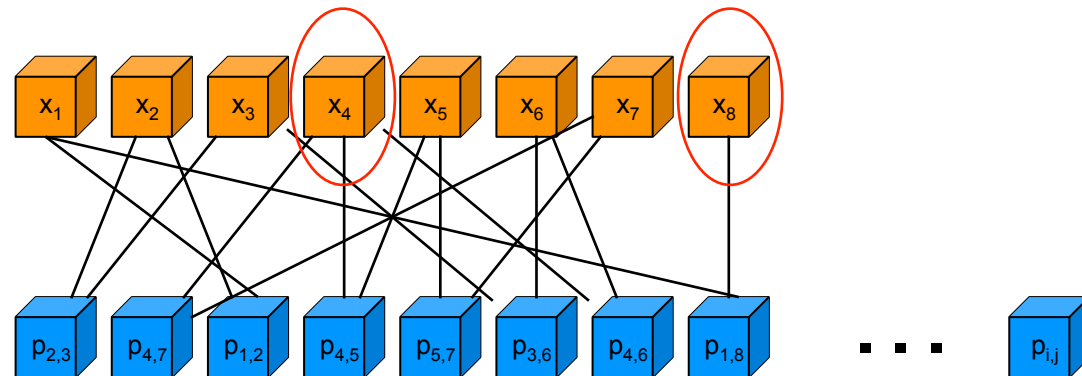 x₁ x₂ x₃ x₄ x₅ x₆ x₇ x₈
p₂,₃ p₄,₇ p₁,₂ p₄,₅ p₅,₇ p₃,₆ p₄,₆ p₁,₈ ... pᵢ,ⱼ